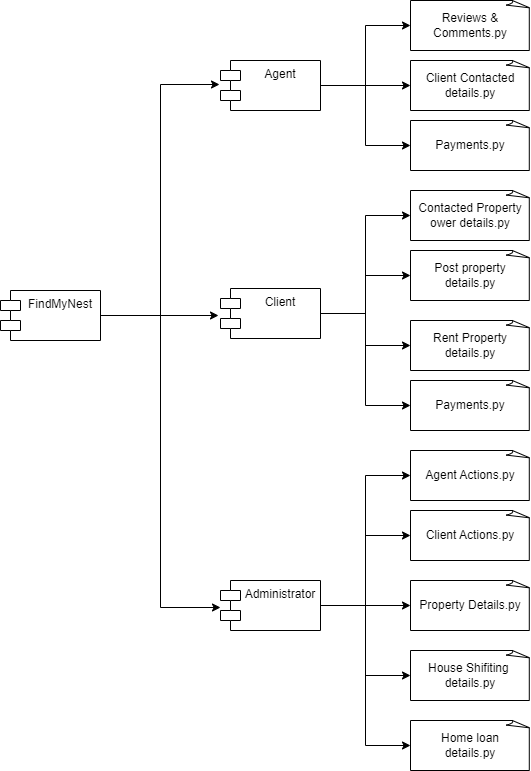 Reviews &
Comments.py
Agent
Client Contacted
details.py
Payments.py
Contacted Property
ower details.py
Post property
details.py
FindMyNest
Client
Rent Property
details.py
Payments.py
Agent Actions.py
Client Actions.py
Administrator
Property Details.py
House Shifiting
details.py
Home loan
details.py